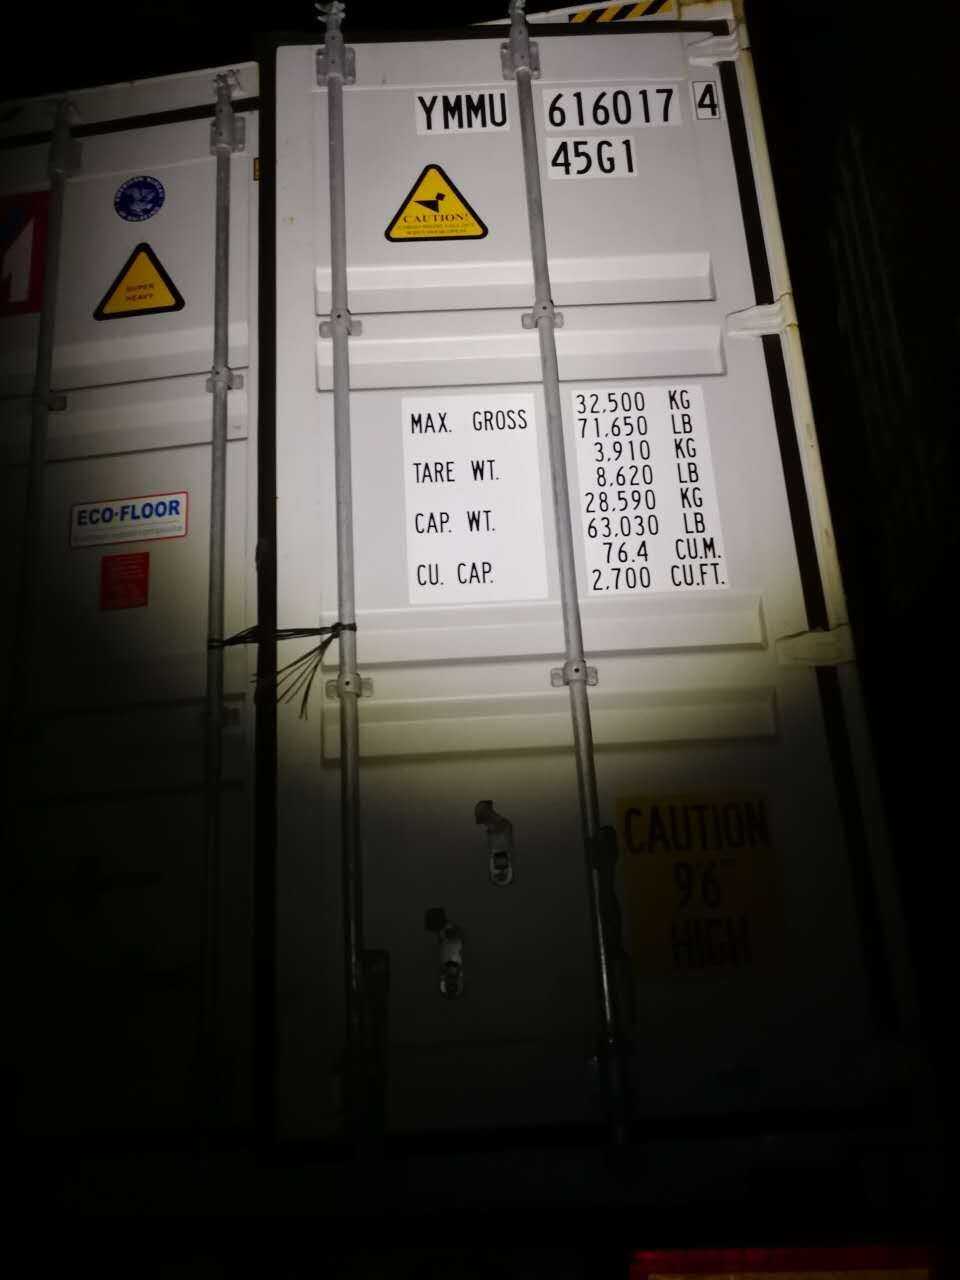 YMMU 616017 4
45G1
CAUTION!
SUPER
HEAVY
MAX. GROSS 32,500 KG
71,650 LB
TARE WT. 3,910 KG
8,620 LB
CAP. WT. 28,590 KG
63,030 LB
CU. CAP. 76.4 CU.M.
2,700 CU.FT.
ECO-FLOOR
CAUTION
9'6"
HIGH